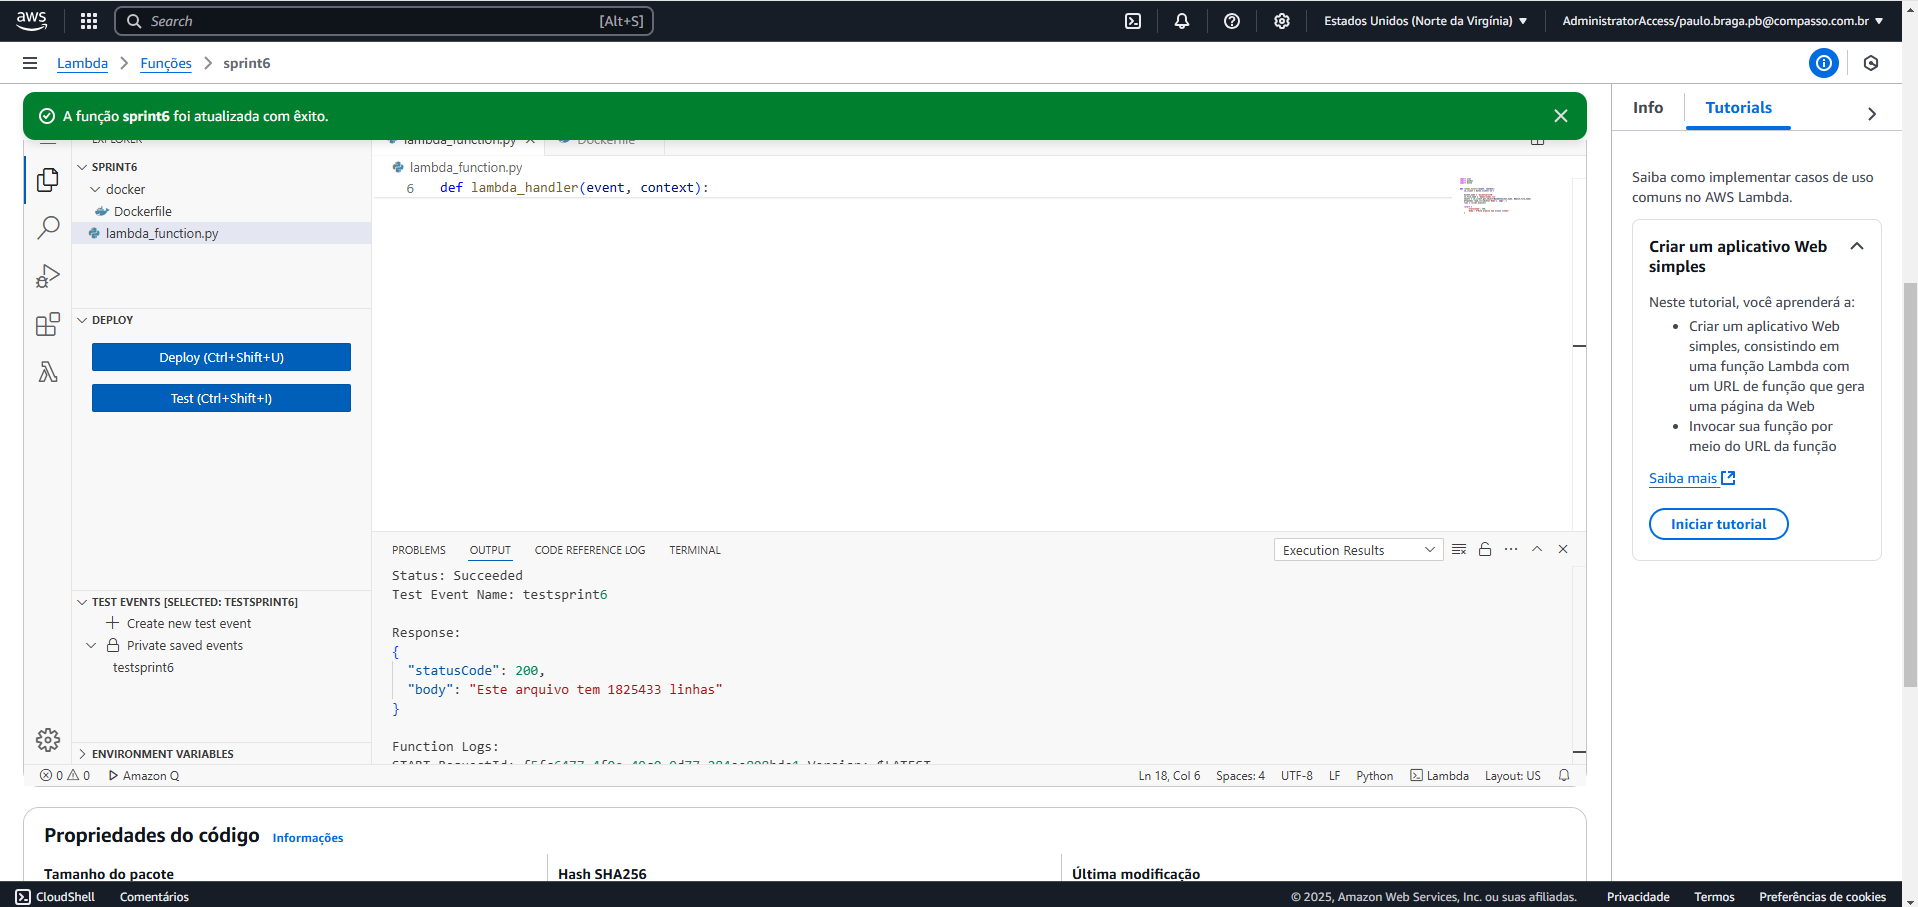 aws
Search
[Alt+S]
Estados Unidos (Norte da Virgínia)
AdministratorAccess/paulo.braga.pb@compasso.com.br
Lambda
Funções
sprint6
A função sprint6 foi atualizada com êxito.
EXPLORER
SPRINT6
docker
Dockerfile
lambda_function.py
DEPLOY
Deploy (Ctrl+Shift+U)
Test (Ctrl+Shift+I)
TEST EVENTS [SELECTED: TESTSPRINT6]
Create new test event
Private saved events
testsprint6
ENVIRONMENT VARIABLES
lambda_function.py
Dockerfile
lambda_function.py
6 def lambda_handler(event, context):
PROBLEMS
OUTPUT
CODE REFERENCE LOG
TERMINAL
Execution Results
Status: Succeeded
Test Event Name: testsprint6
Response:
{
"statusCode": 200,
"body": "Este arquivo tem 1825433 linhas"
}
Function Logs:
START RequestId: Version: $LATEST
0 0
Amazon Q
Ln 18, Col 6
Spaces: 4
UTF-8
LF
Python
Lambda
Layout: US
Info
Tutorials
Saiba como implementar casos de uso
comuns no AWS Lambda.
Criar um aplicativo Web
simples
Neste tutorial, você aprenderá a:
• Criar um aplicativo Web
simples, consistindo em
uma função Lambda com
um URL de função que gera
uma página da Web
• Invocar sua função por
meio do URL da função
Saiba mais
Iniciar tutorial
Propriedades do código
Informações
Tamanho do pacote
Hash SHA256
Última modificação
CloudShell
Comentários
© 2025, Amazon Web Services, Inc. ou suas afiliadas.
Privacidade
Termos
Preferências de cookies